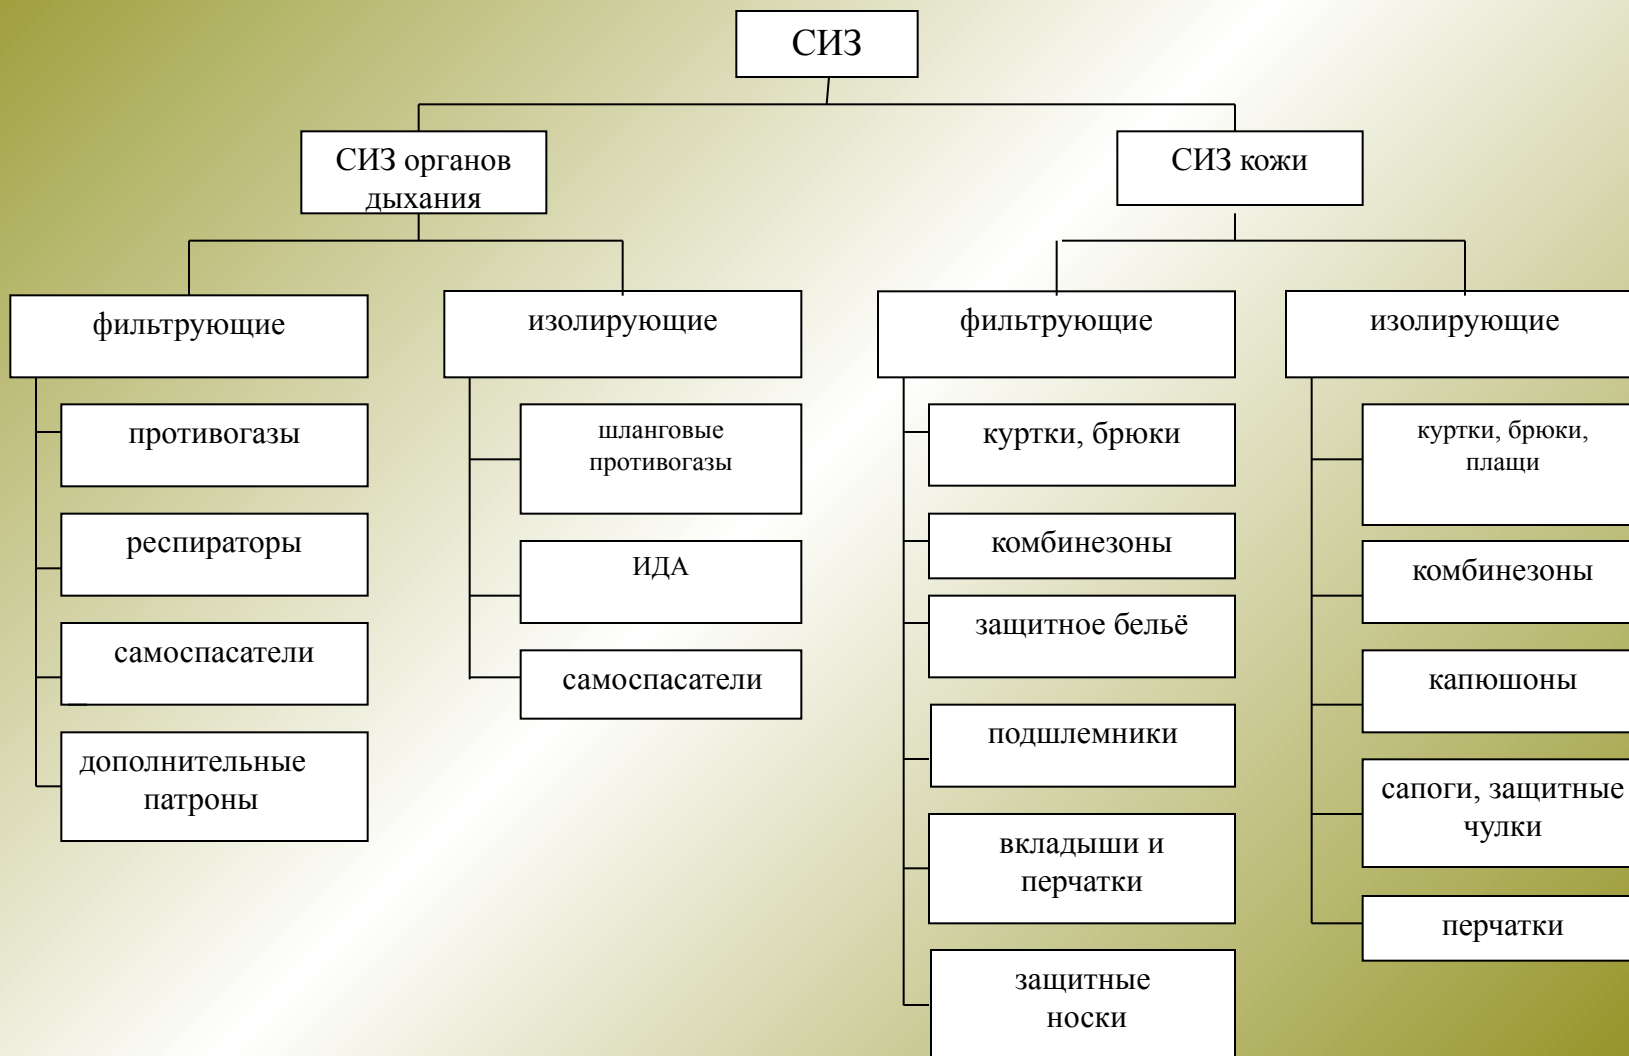 СИЗ
СИЗ органов
дыхания
СИЗ кожи
фильтрующие
изолирующие
фильтрующие
изолирующие
противогазы
респираторы
самоспасатели
дополнительные
патроны
шланговые
противогазы
ИДА
самоспасатели
куртки, брюки
комбинезоны
защитное бельё
подшлемники
вкладыши и
перчатки
защитные
носки
куртки, брюки,
плащи
комбинезоны
капюшоны
сапоги, защитные
чулки
перчатки